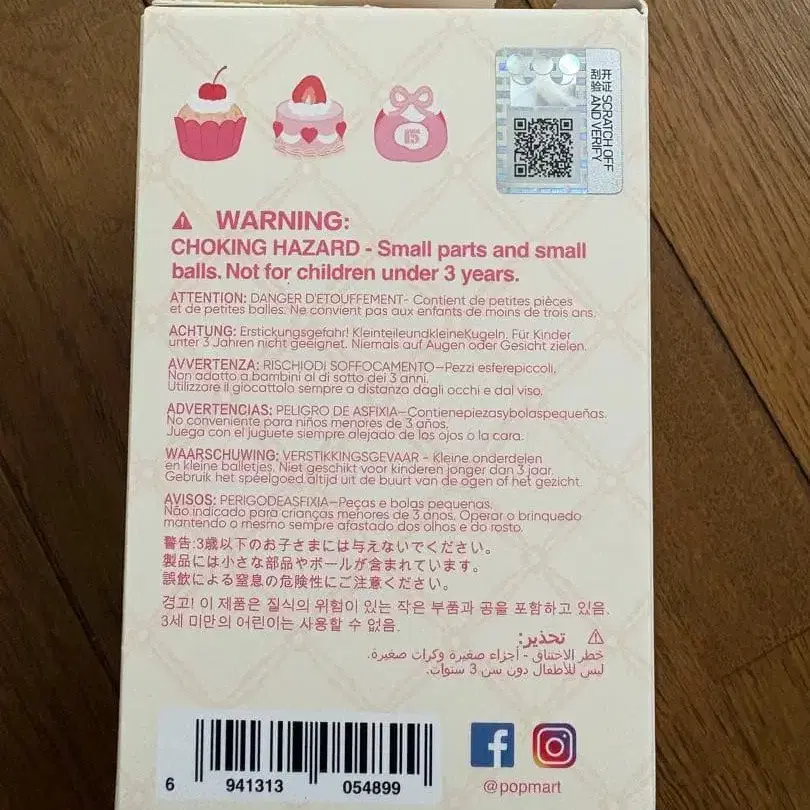 开证 SCRATCH OFF
刮验 AND VERIFY
WARNING:
CHOKING HAZARD - Small parts and small
balls. Not for children under 3 years.
ATTENTION: DANGER D'ETOUFFEMENT- Contient de petites pièces
et de petites balles. Ne convient pas aux enfants de moins de trois ans.
ACHTUNG: Erstickungsgefahr! KleinteileundkleineKugeln. Für Kinder
unter 3 Jahren nicht geeignet. Niemals auf Augen oder Gesicht zielen.
AVVERTENZA: RISCHIODI SOFFOCAMENTO—Pezzi esferepiccoli.
Non adatto a bambini al di sotto dei 3 anni.
Utilizzare il giocattolo sempre a distanza dagli occhi e dal viso.
ADVERTENCIAS: PELIGRO DE ASFIXIA—Contienepiezasybolaspequeñas.
No conveniente para niños menores de 3 años.
Juega con el juguete siempre alejado de los ojos o la cara.
WAARSCHUWING: VERSTIKKINGSGEVAAR - Kleine onderdelen
en kleine balletjes. Niet geschikt voor kinderen jonger dan 3 jaar.
Gebruik het speelgoed altijd uit de buurt van de ogen of het gezicht.
AVISOS: PERIGODEASFIXIA—Peças e bolas pequenas.
Não indicado para crianças menores de 3 anos. Operar o brinquedo
mantendo o mesmo sempre afastado dos olhos e do rosto.
警告:3歳以下のお子さまには与えないでください。
製品には小さな部品やボールが含まれています。
誤飲による窒息の危険性にご注意ください。
경고! 이 제품은 질식의 위험이 있는 작은 부품과 공을 포함하고 있음.
3세 미만의 어린이는 사용할 수 없음.
تحذير:
خطر الاختناق - أجزاء صغيرة وكرات صغيرة.
ليس للأطفال دون سن 3 سنوات.
6 941313 054899
@popmart